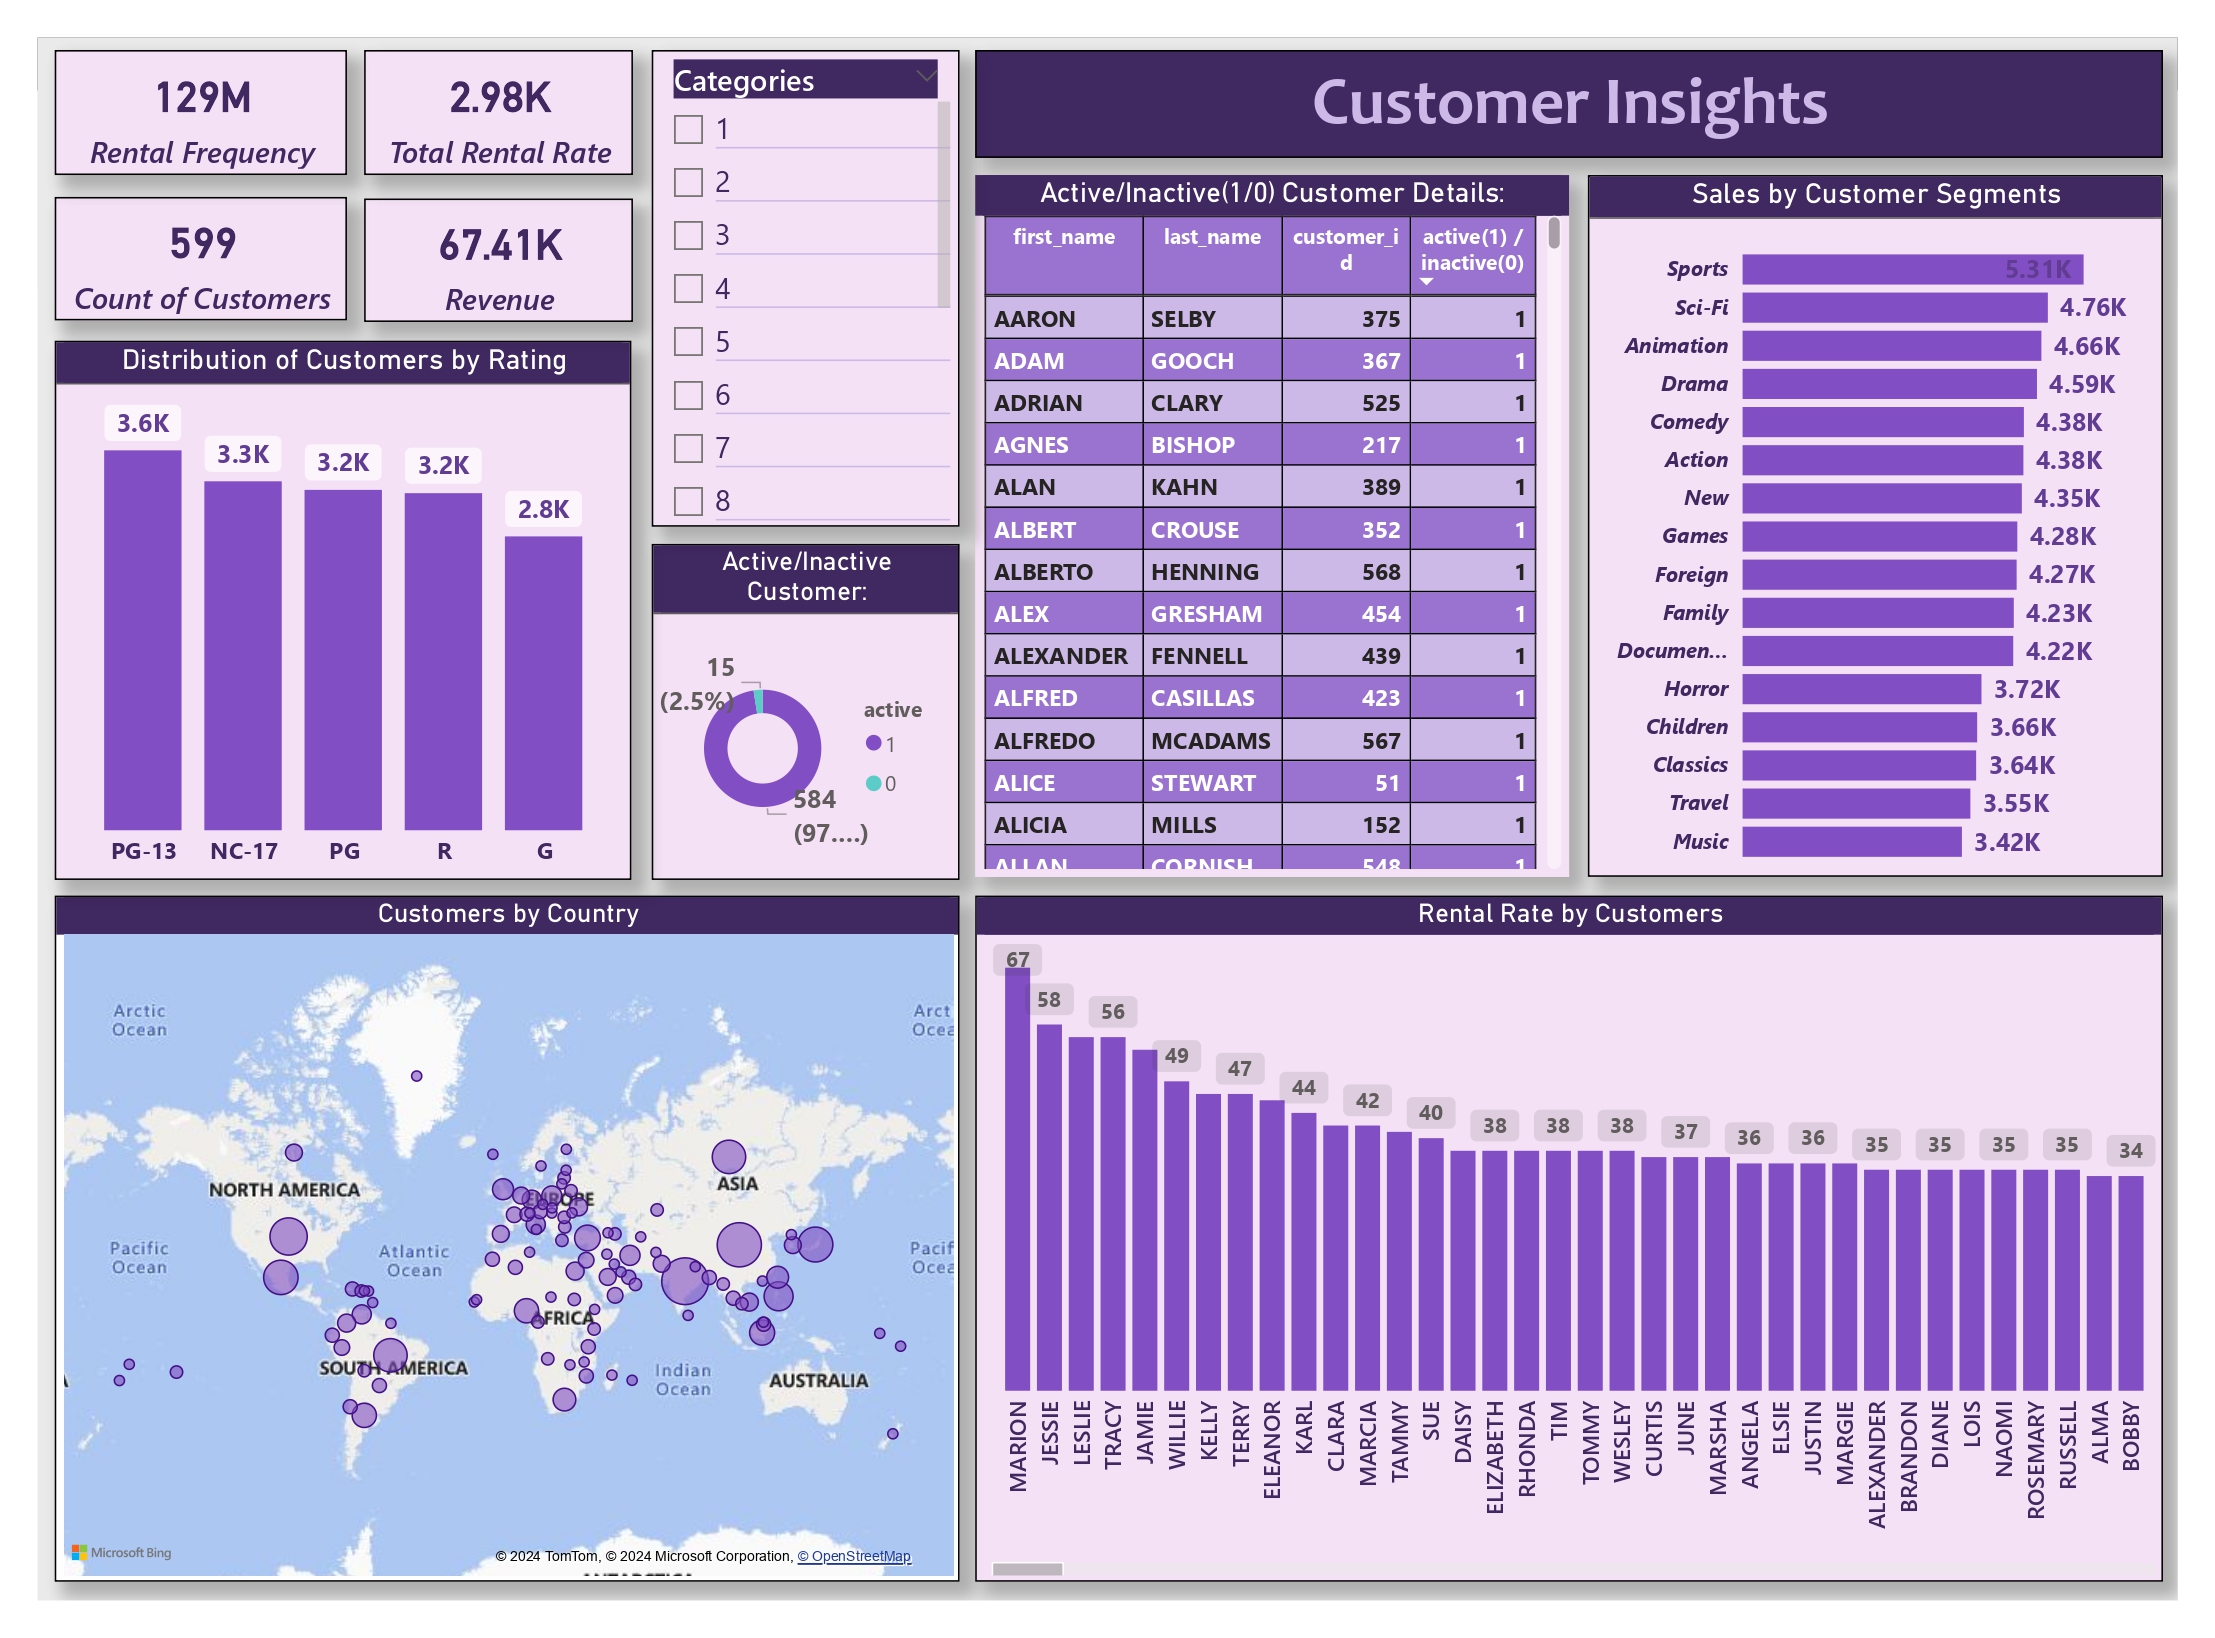 129M
Rental Frequency
2.98K
Total Rental Rate
599
Count of Customers
67.41K
Revenue
Categories
1
2
3
4
5
6
7
8
Customer Insights
Distribution of Customers by Rating
3.6K
3.3K
3.2K
3.2K
2.8K
PG-13
NC-17
PG
R
G
Active/Inactive
Customer:
15
(2.5%)
584
(97....)
active
1
0
Active/Inactive(1/0) Customer Details:
first_name last_name customer_i active(1) /
d inactive(0)
AARON SELBY 375 1
ADAM GOOCH 367 1
ADRIAN CLARY 525 1
AGNES BISHOP 217 1
ALAN KAHN 389 1
ALBERT CROUSE 352 1
ALBERTO HENNING 568 1
ALEX GRESHAM 454 1
ALEXANDER FENNELL 439 1
ALFRED CASILLAS 423 1
ALFREDO MCADAMS 567 1
ALICE STEWART 51 1
ALICIA MILLS 152 1
ALLAN CORNISH 548 1
Sales by Customer Segments
Sports 5.31K
Sci-Fi 4.76K
Animation 4.66K
Drama 4.59K
Comedy 4.38K
Action 4.38K
New 4.35K
Games 4.28K
Foreign 4.27K
Family 4.23K
Documen... 4.22K
Horror 3.72K
Children 3.66K
Classics 3.64K
Travel 3.55K
Music 3.42K
Customers by Country
Arctic
Ocean
Arct
Ocea
NORTH AMERICA
EUROPE
ASIA
Pacific
Ocean
Atlantic
Ocean
Pacif
Ocea
AFRICA
SOUTH AMERICA
Indian
Ocean
AUSTRALIA
ANTARCTICA
Microsoft Bing
© 2024 TomTom, © 2024 Microsoft Corporation, © OpenStreetMap
Rental Rate by Customers
67
58
56
49
47
44
42
40
38
38
38
37
36
36
35
35
35
35
34
MARION
JESSIE
LESLIE
TRACY
JAMIE
WILLIE
KELLY
TERRY
ELEANOR
KARL
CLARA
MARCIA
TAMMY
SUE
DAISY
ELIZABETH
RHONDA
TIM
TOMMY
WESLEY
CURTIS
JUNE
MARSHA
ANGELA
ELSIE
JUSTIN
MARGIE
ALEXANDER
BRANDON
DIANE
LOIS
NAOMI
ROSEMARY
RUSSELL
ALMA
BOBBY